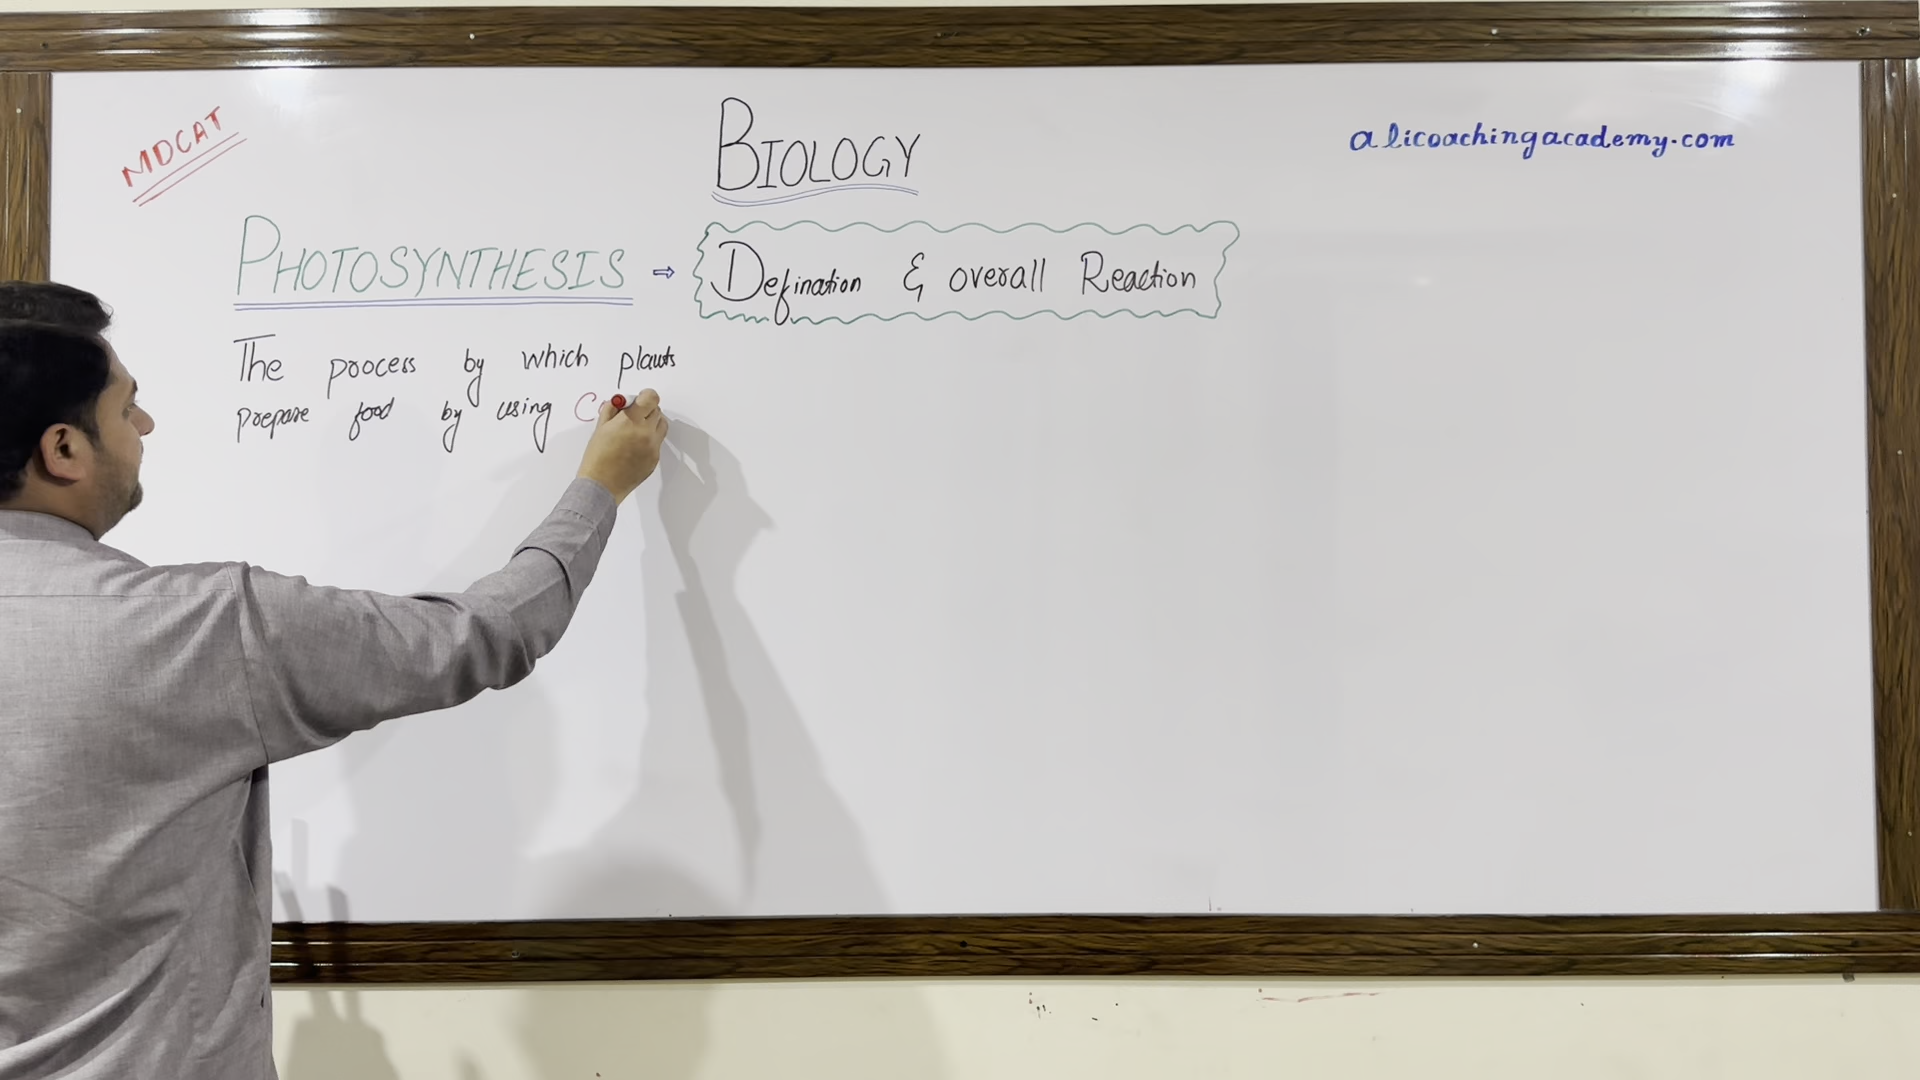 MDCAT
BIOLOGY
alicoachingacademy.com
PHOTOSYNTHESIS ⇒ Defination & overall Reaction
The process by which plants
prepare food by using C